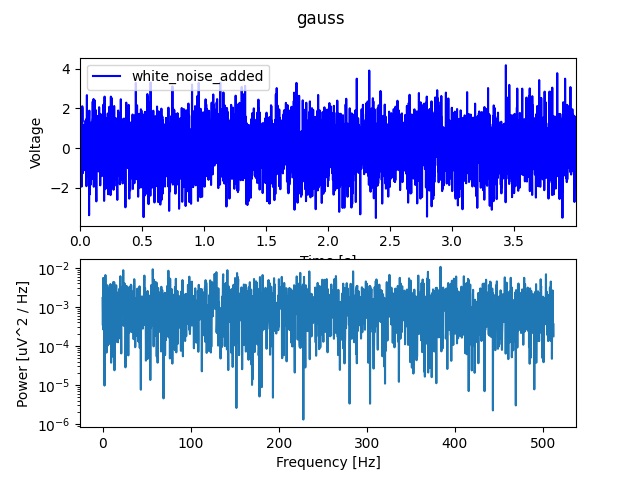 gauss
white_noise_added
Voltage
4
2
0
−2
0.0 0.5 1.0 1.5 2.0 2.5 3.0 3.5
Time [s]
Power [uV^2 / Hz]
10^−2
10^−3
10^−4
10^−5
10^−6
0 100 200 300 400 500
Frequency [Hz]